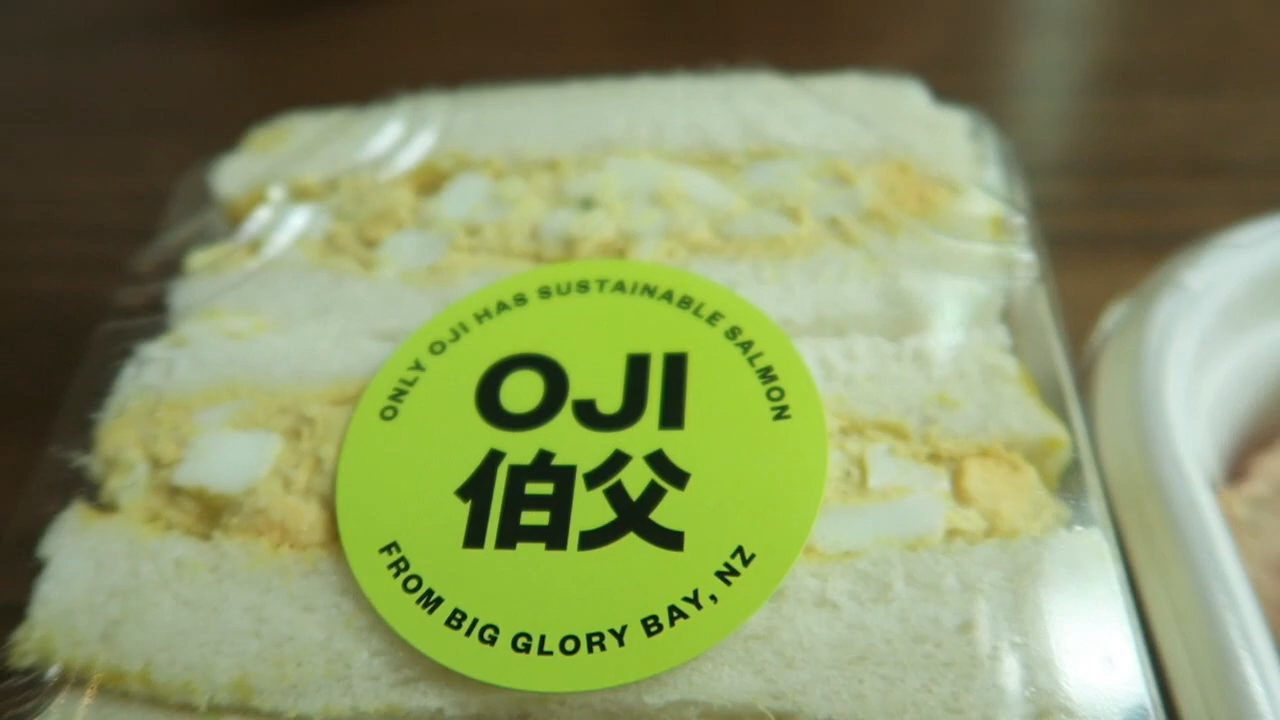 ONLY OJI HAS SUSTAINABLE SALMON
OJI
伯父
FROM BIG GLORY BAY, NZ